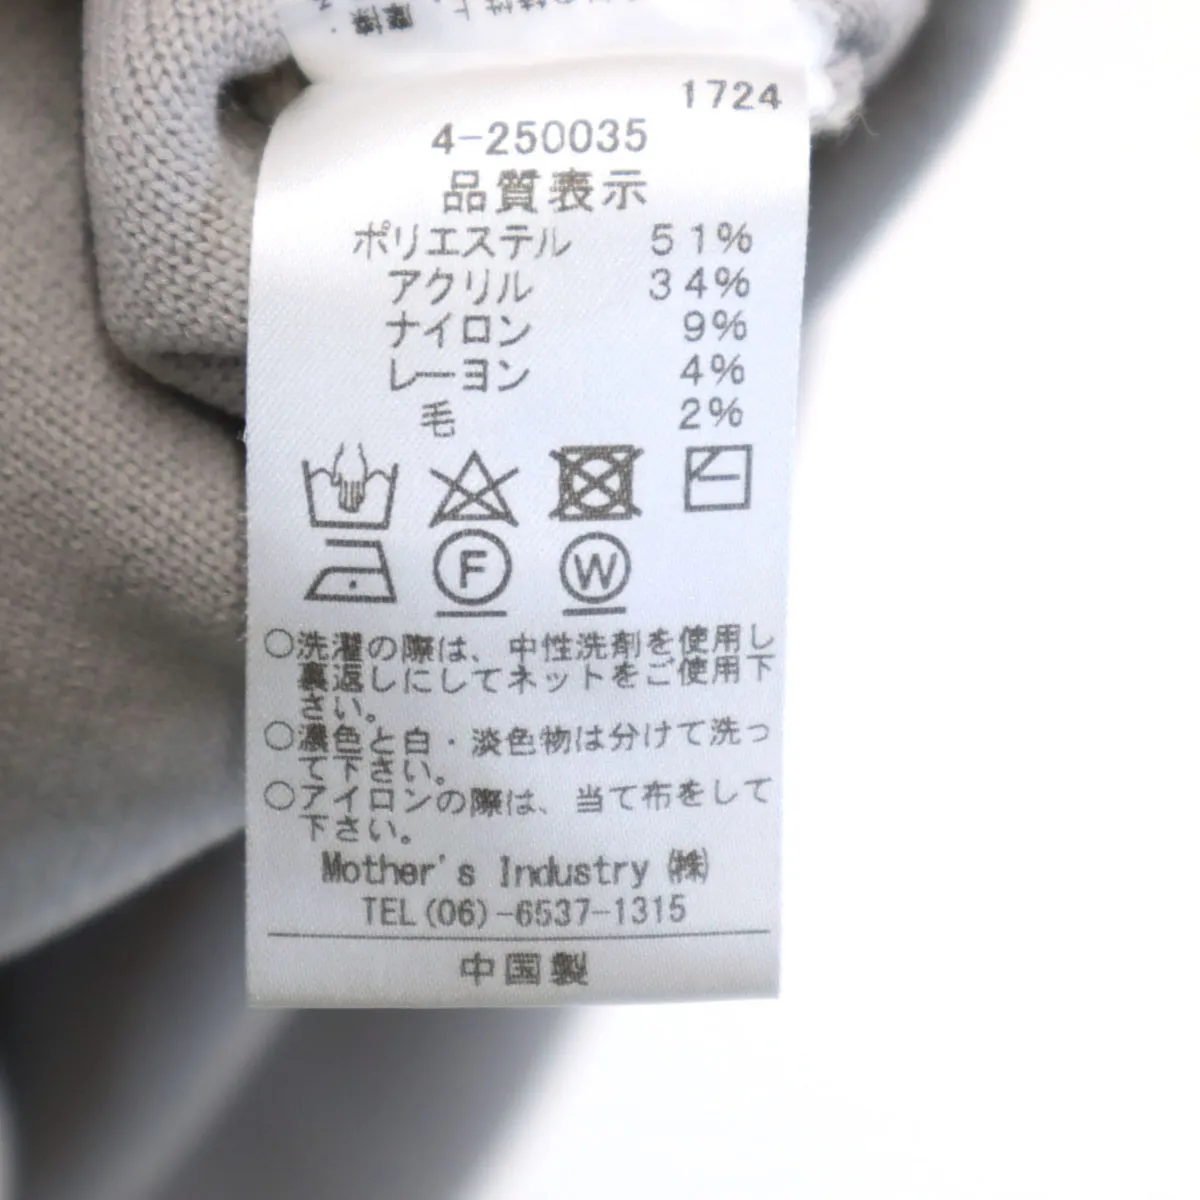 摩擦・
1724
4-250035
品質表示
ポリエステル 51%
アクリル 34%
ナイロン 9%
レーヨン 4%
毛 2%
F W
○洗濯の際は、中性洗剤を使用し
裏返しにしてネットをご使用下
さい。
○濃色と白・淡色物は分けて洗っ
て下さい。
○アイロンの際は、当て布をして
下さい。
Mother's Industry ㈱
TEL(06)-6537-1315
中国製